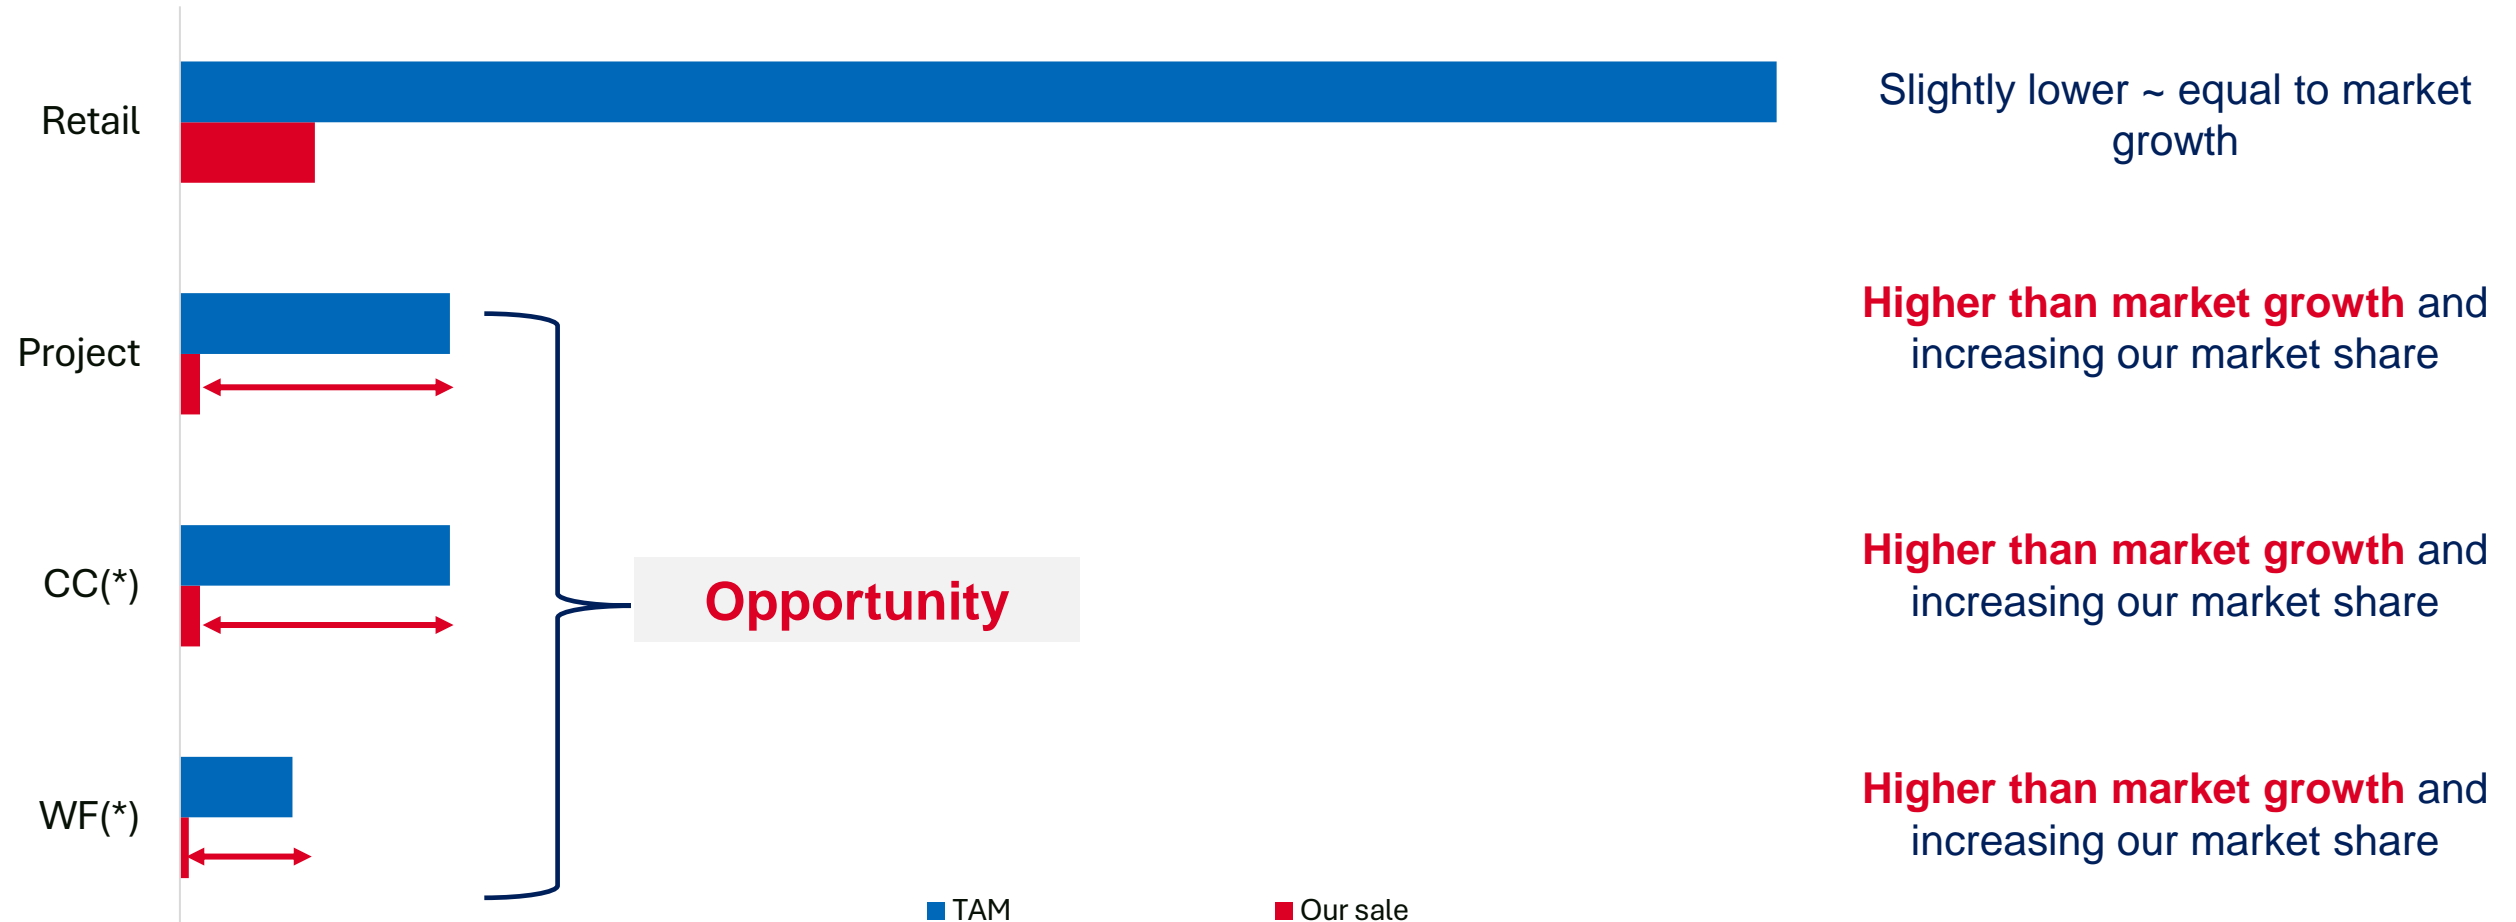 Retail
Slightly lower ~ equal to market
growth
Project
Higher than market growth and
increasing our market share
CC(*)
Opportunity
Higher than market growth and
increasing our market share
WF(*)
Higher than market growth and
increasing our market share
TAM
Our sale